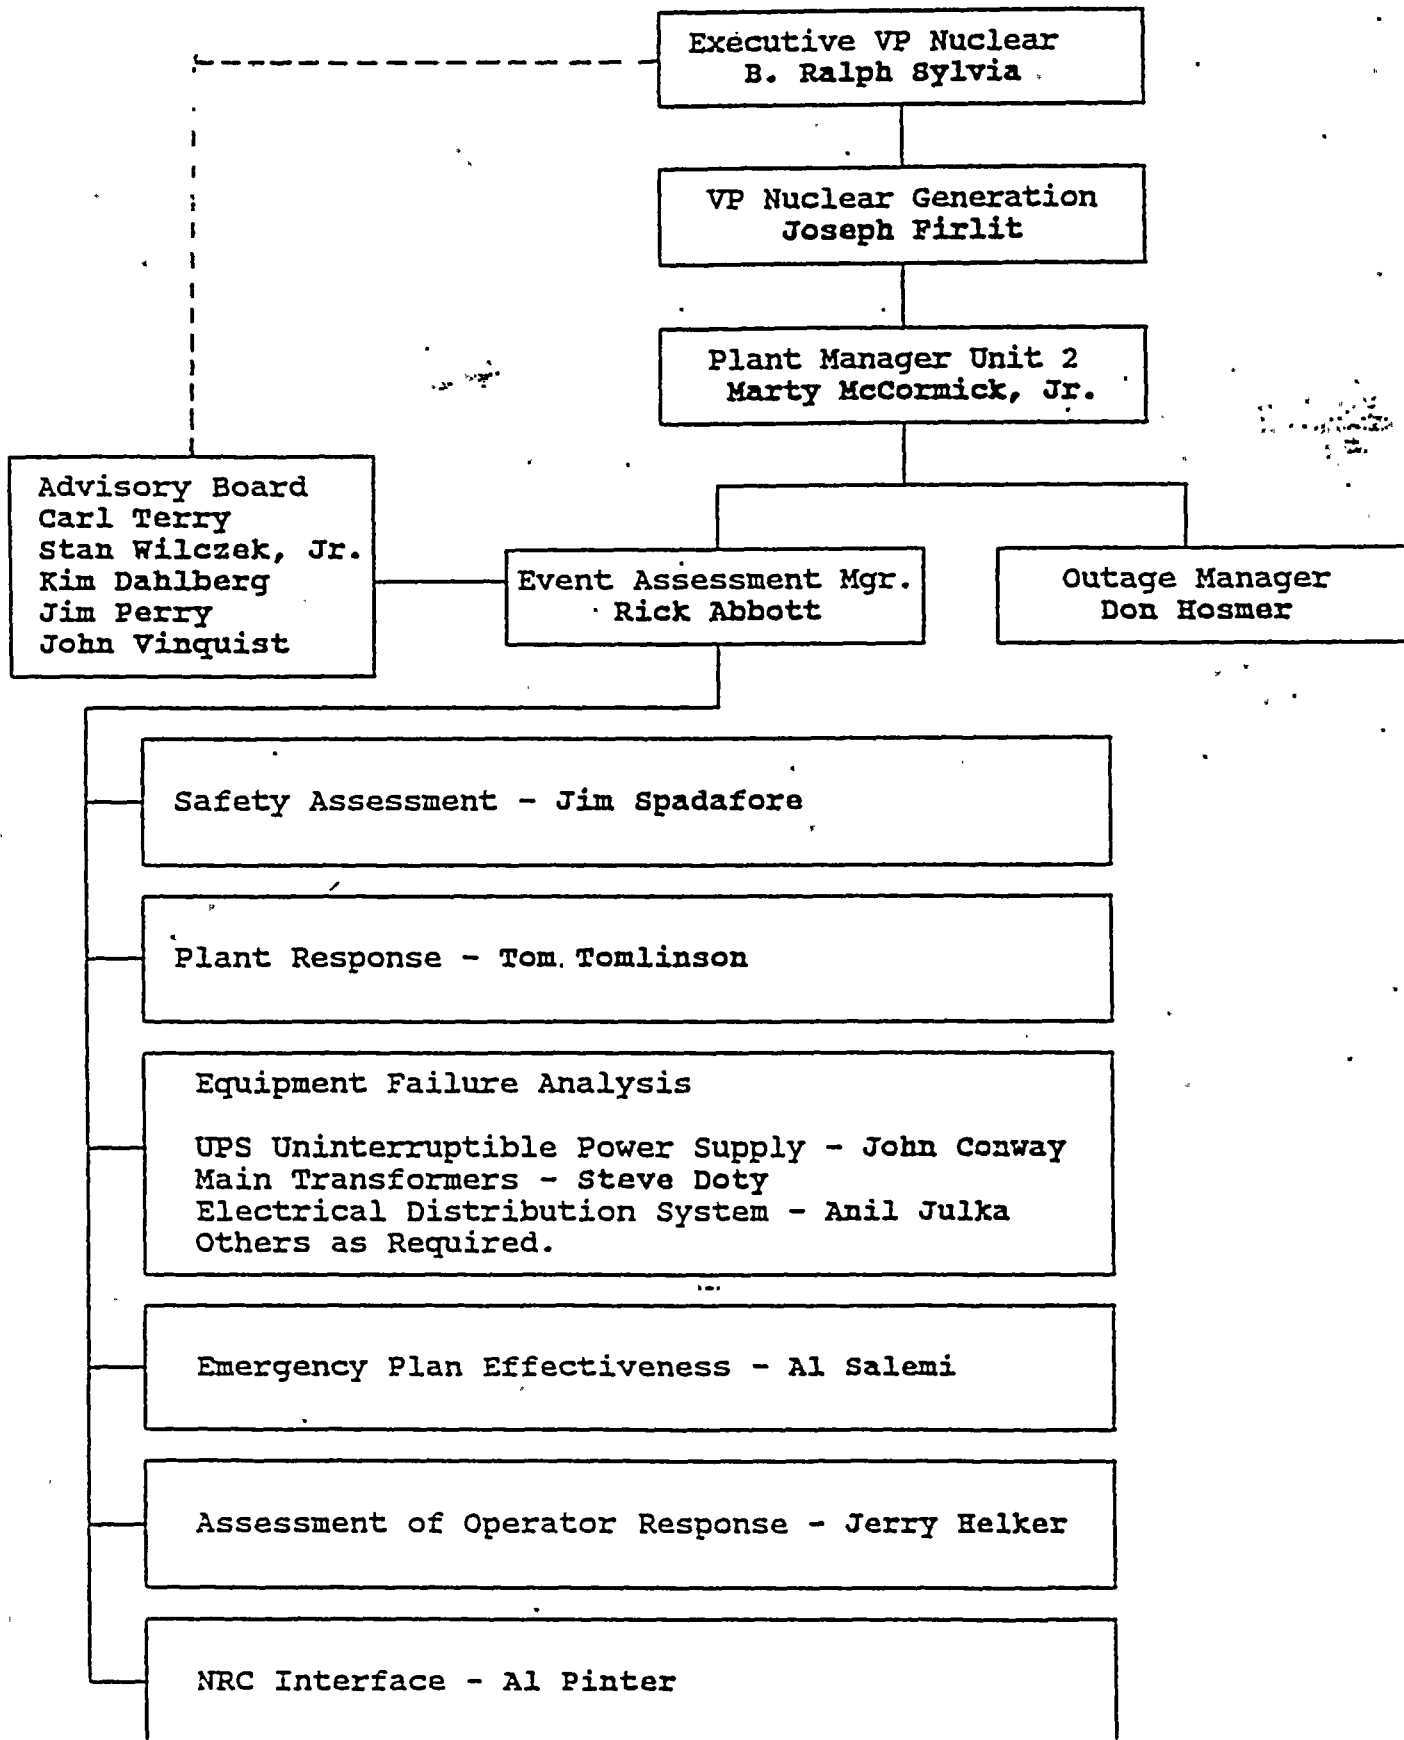 Executive VP Nuclear
B. Ralph Sylvia
VP Nuclear Generation
Joseph Firlit
Plant Manager Unit 2
Marty McCormick, Jr.
Advisory Board
Carl Terry
Stan Wilczek, Jr.
Kim Dahlberg
Jim Perry
John Vinquist
Event Assessment Mgr.
Rick Abbott
Outage Manager
Don Hosmer
Safety Assessment - Jim Spadafore
Plant Response - Tom Tomlinson
Equipment Failure Analysis
UPS Uninterruptible Power Supply - John Conway
Main Transformers - Steve Doty
Electrical Distribution System - Anil Julka
Others as Required.
Emergency Plan Effectiveness - Al Salemi
Assessment of Operator Response - Jerry Helker
NRC Interface - Al Pinter